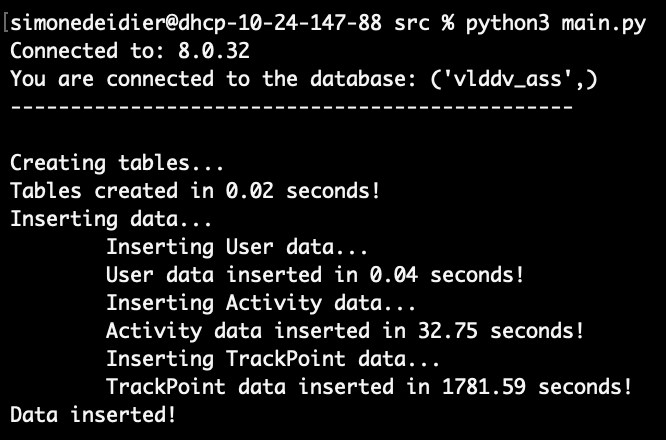 [simonedeidier@dhcp-10-24-147-88 src % python3 main.py
Connected to: 8.0.32
You are connected to the database: ('vlddv_ass',)
-----------------------------------------------
Creating tables...
Tables created in 0.02 seconds!
Inserting data...
Inserting User data...
User data inserted in 0.04 seconds!
Inserting Activity data...
Activity data inserted in 32.75 seconds!
Inserting TrackPoint data...
TrackPoint data inserted in 1781.59 seconds!
Data inserted!